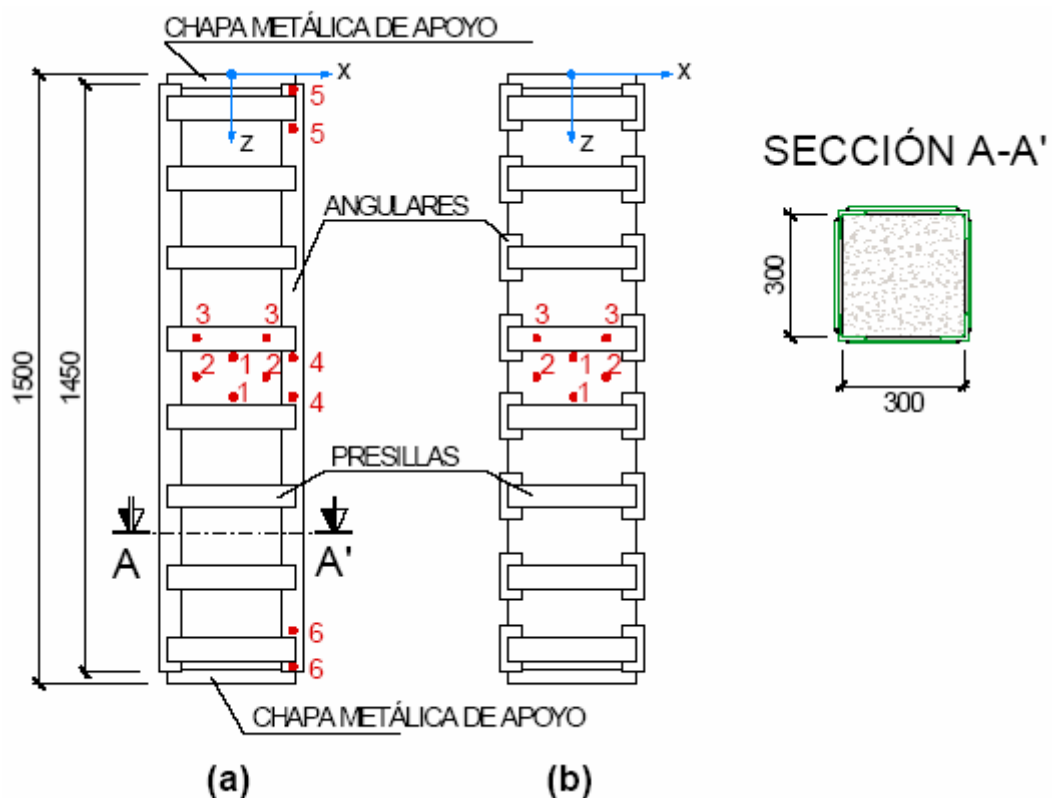 CHAPA METÁLICA DE APOYO
X
X
5
5
Z
Z
SECCIÓN A-A'
ANGULARES
300
300
1500
1450
3 3
3 3
2 1 2 4
2 1 2
1 4
1
PRESILLAS
A A'
6
6
CHAPA METÁLICA DE APOYO
(a) (b)